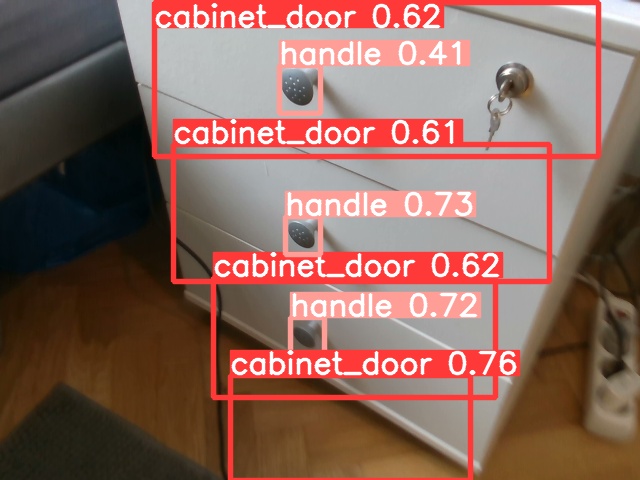 cabinet_door 0.62
handle 0.41
cabinet_door 0.61
handle 0.73
cabinet_door 0.62
handle 0.72
cabinet_door 0.76